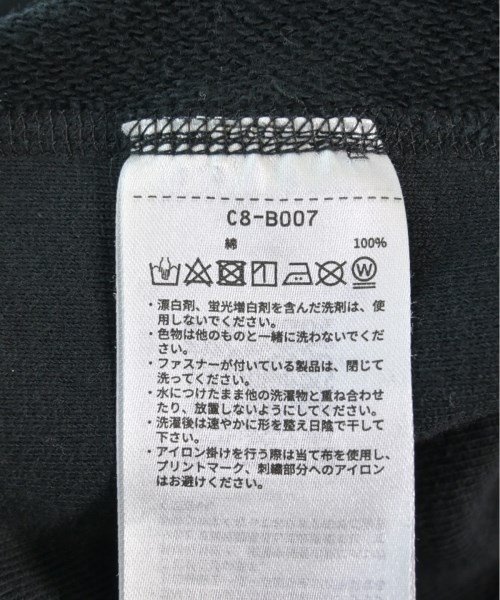 C8-B007
綿 100%
・漂白剤、蛍光増白剤を含んだ洗剤は、使
用しないでください。
・色物は他のものと一緒に洗わないでくだ
さい。
・ファスナーが付いている製品は、閉じて
洗ってください。
・水につけたまま他の洗濯物と重ね合わせ
たり、放置しないようにしてください。
・洗濯後は速やかに形を整え日陰で干して
下さい。
・アイロン掛けを行う際は当て布を使用し、
プリントマーク、刺繍部分へのアイロン
はお避けください。